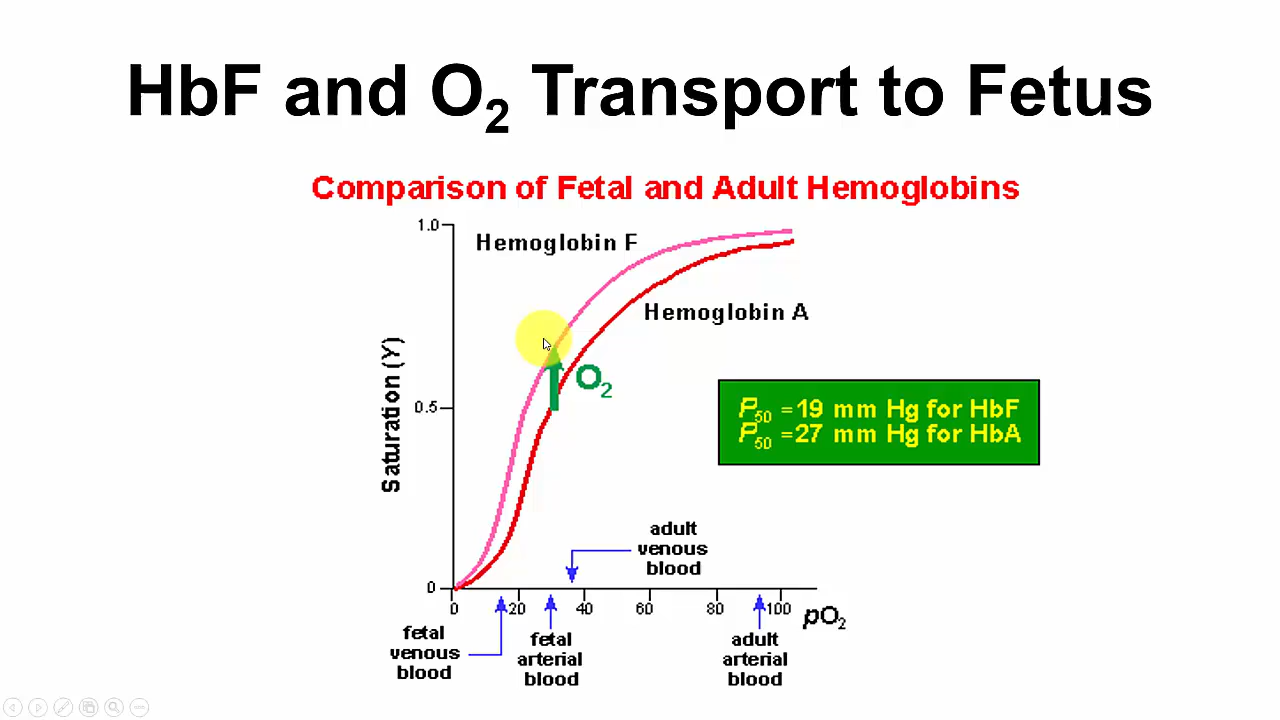 HbF and O2 Transport to Fetus
Comparison of Fetal and Adult Hemoglobins
1.0
Hemoglobin F
Hemoglobin A
O2
Saturation (Y)
0.5
P50 =19 mm Hg for HbF
P50 =27 mm Hg for HbA
adult
venous
blood
0
0 20 40 60 80 100 pO2
fetal
venous
blood
fetal
arterial
blood
adult
arterial
blood